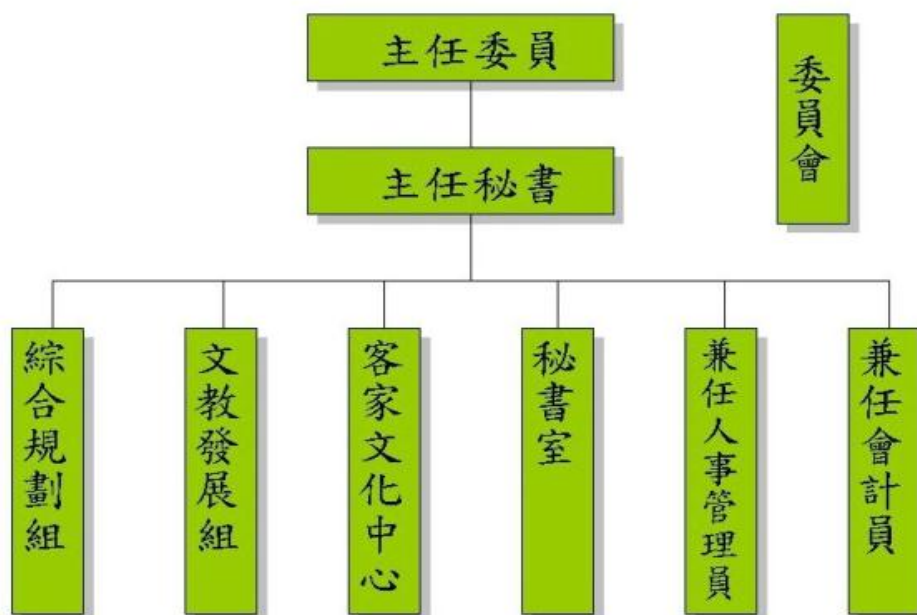 主任委員
委員會
主任秘書
綜合規劃組
文教發展組
客家文化中心
秘書室
兼任人事管理員
兼任會計員